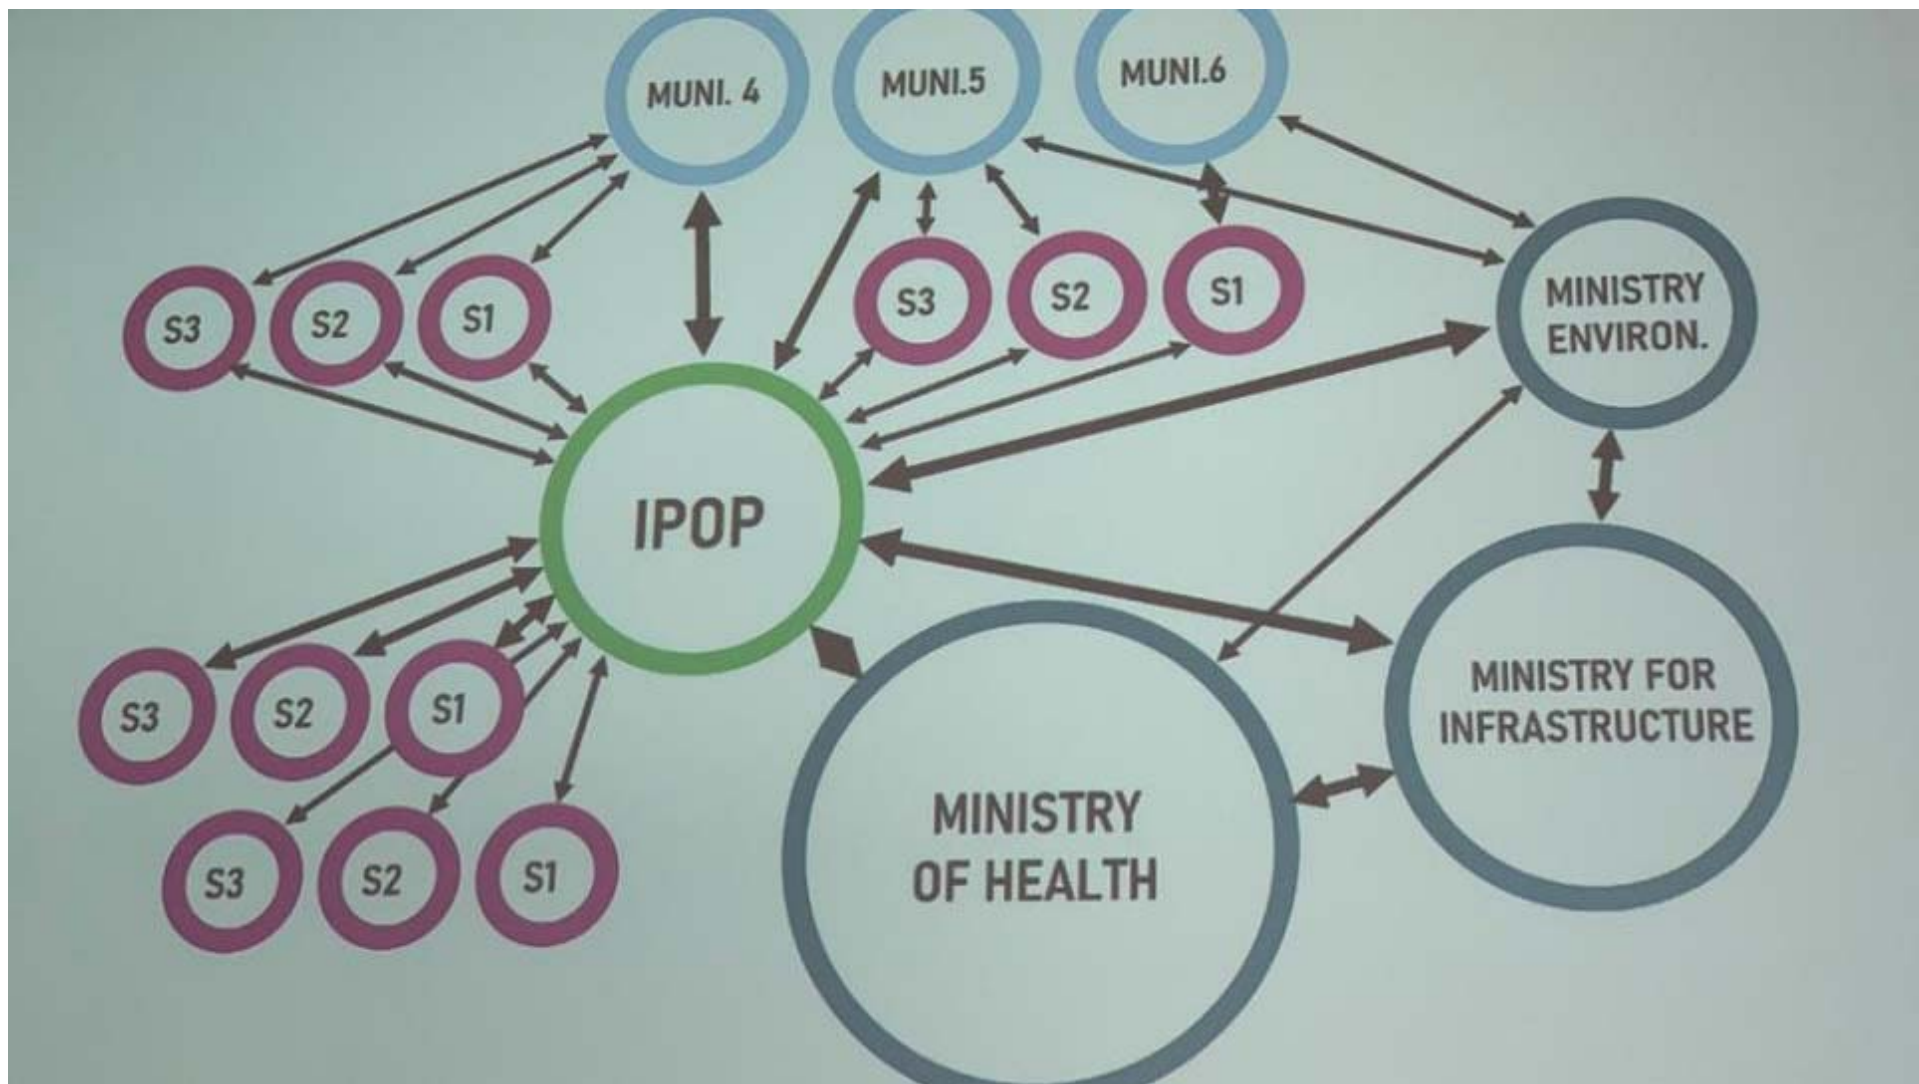 MUNI. 4
MUNI.5
MUNI.6
S3
S2
S1
S3
S2
S1
MINISTRY
ENVIRON.
IPOP
S3
S2
S1
MINISTRY FOR
INFRASTRUCTURE
MINISTRY
OF HEALTH
S3
S2
S1